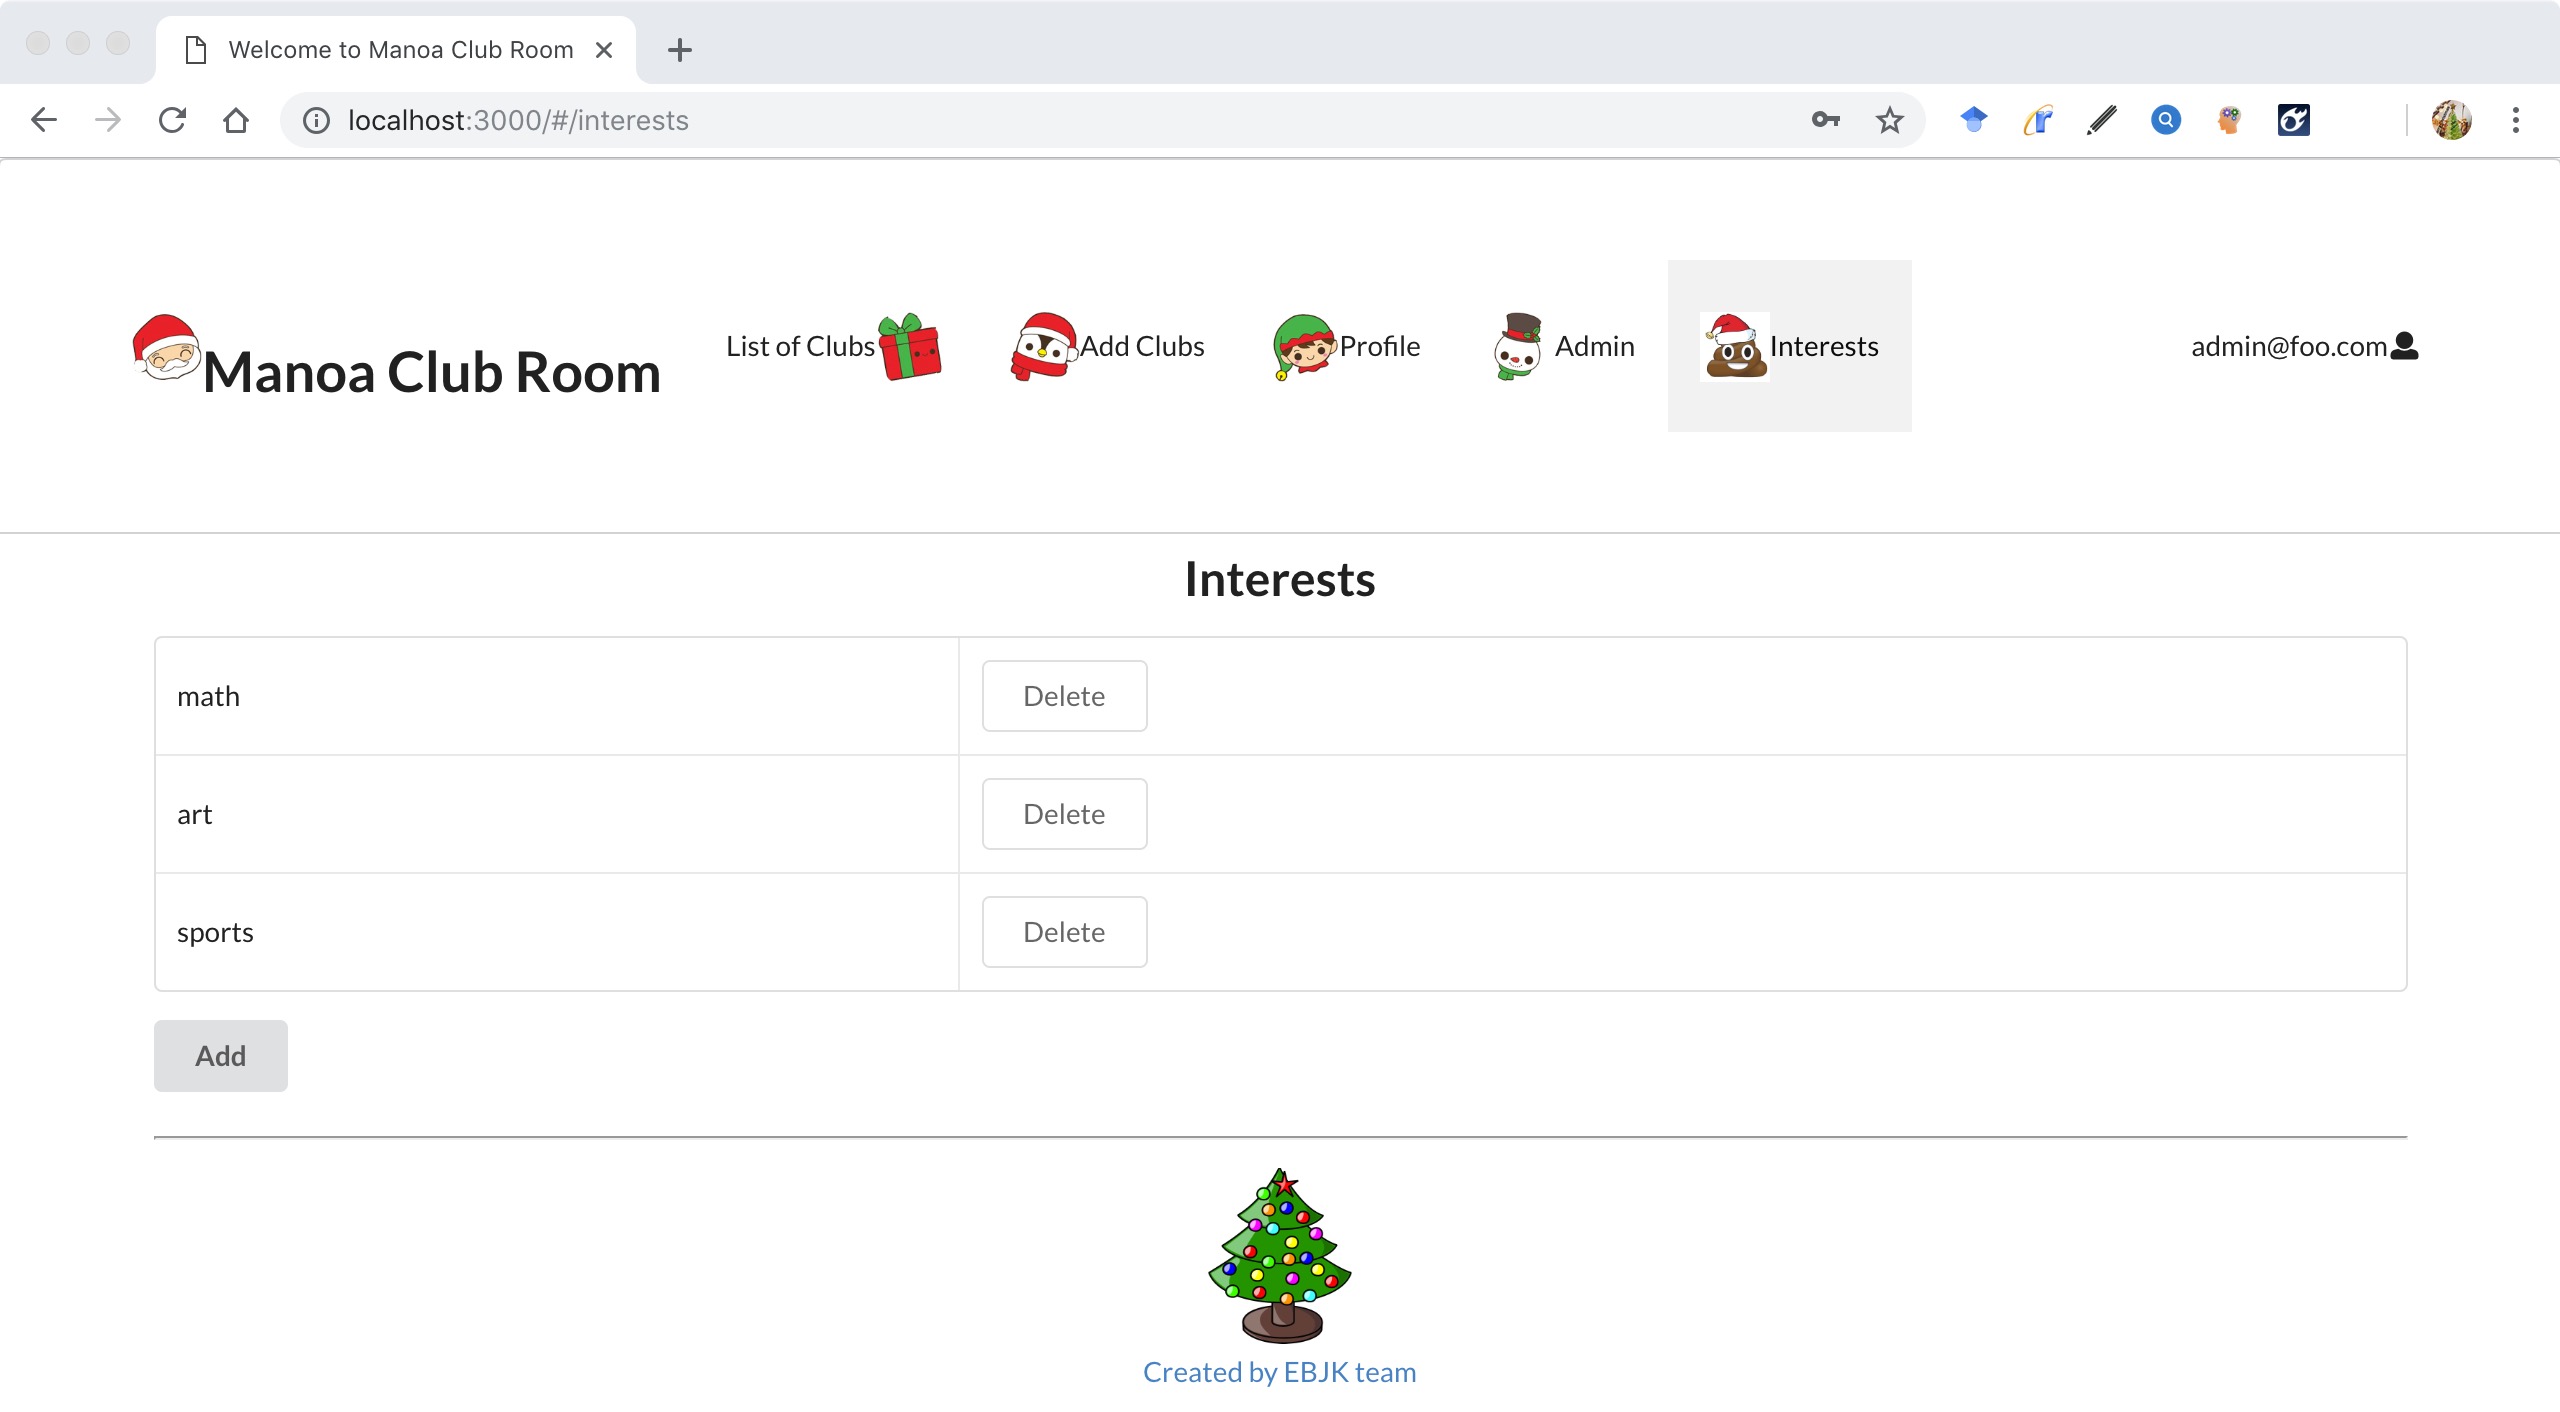 Welcome to Manoa Club Room
localhost:3000/#/interests
Manoa Club Room
List of Clubs
Add Clubs
Profile
Admin
Interests
admin@foo.com
Interests
math
Delete
art
Delete
sports
Delete
Add
Created by EBJK team